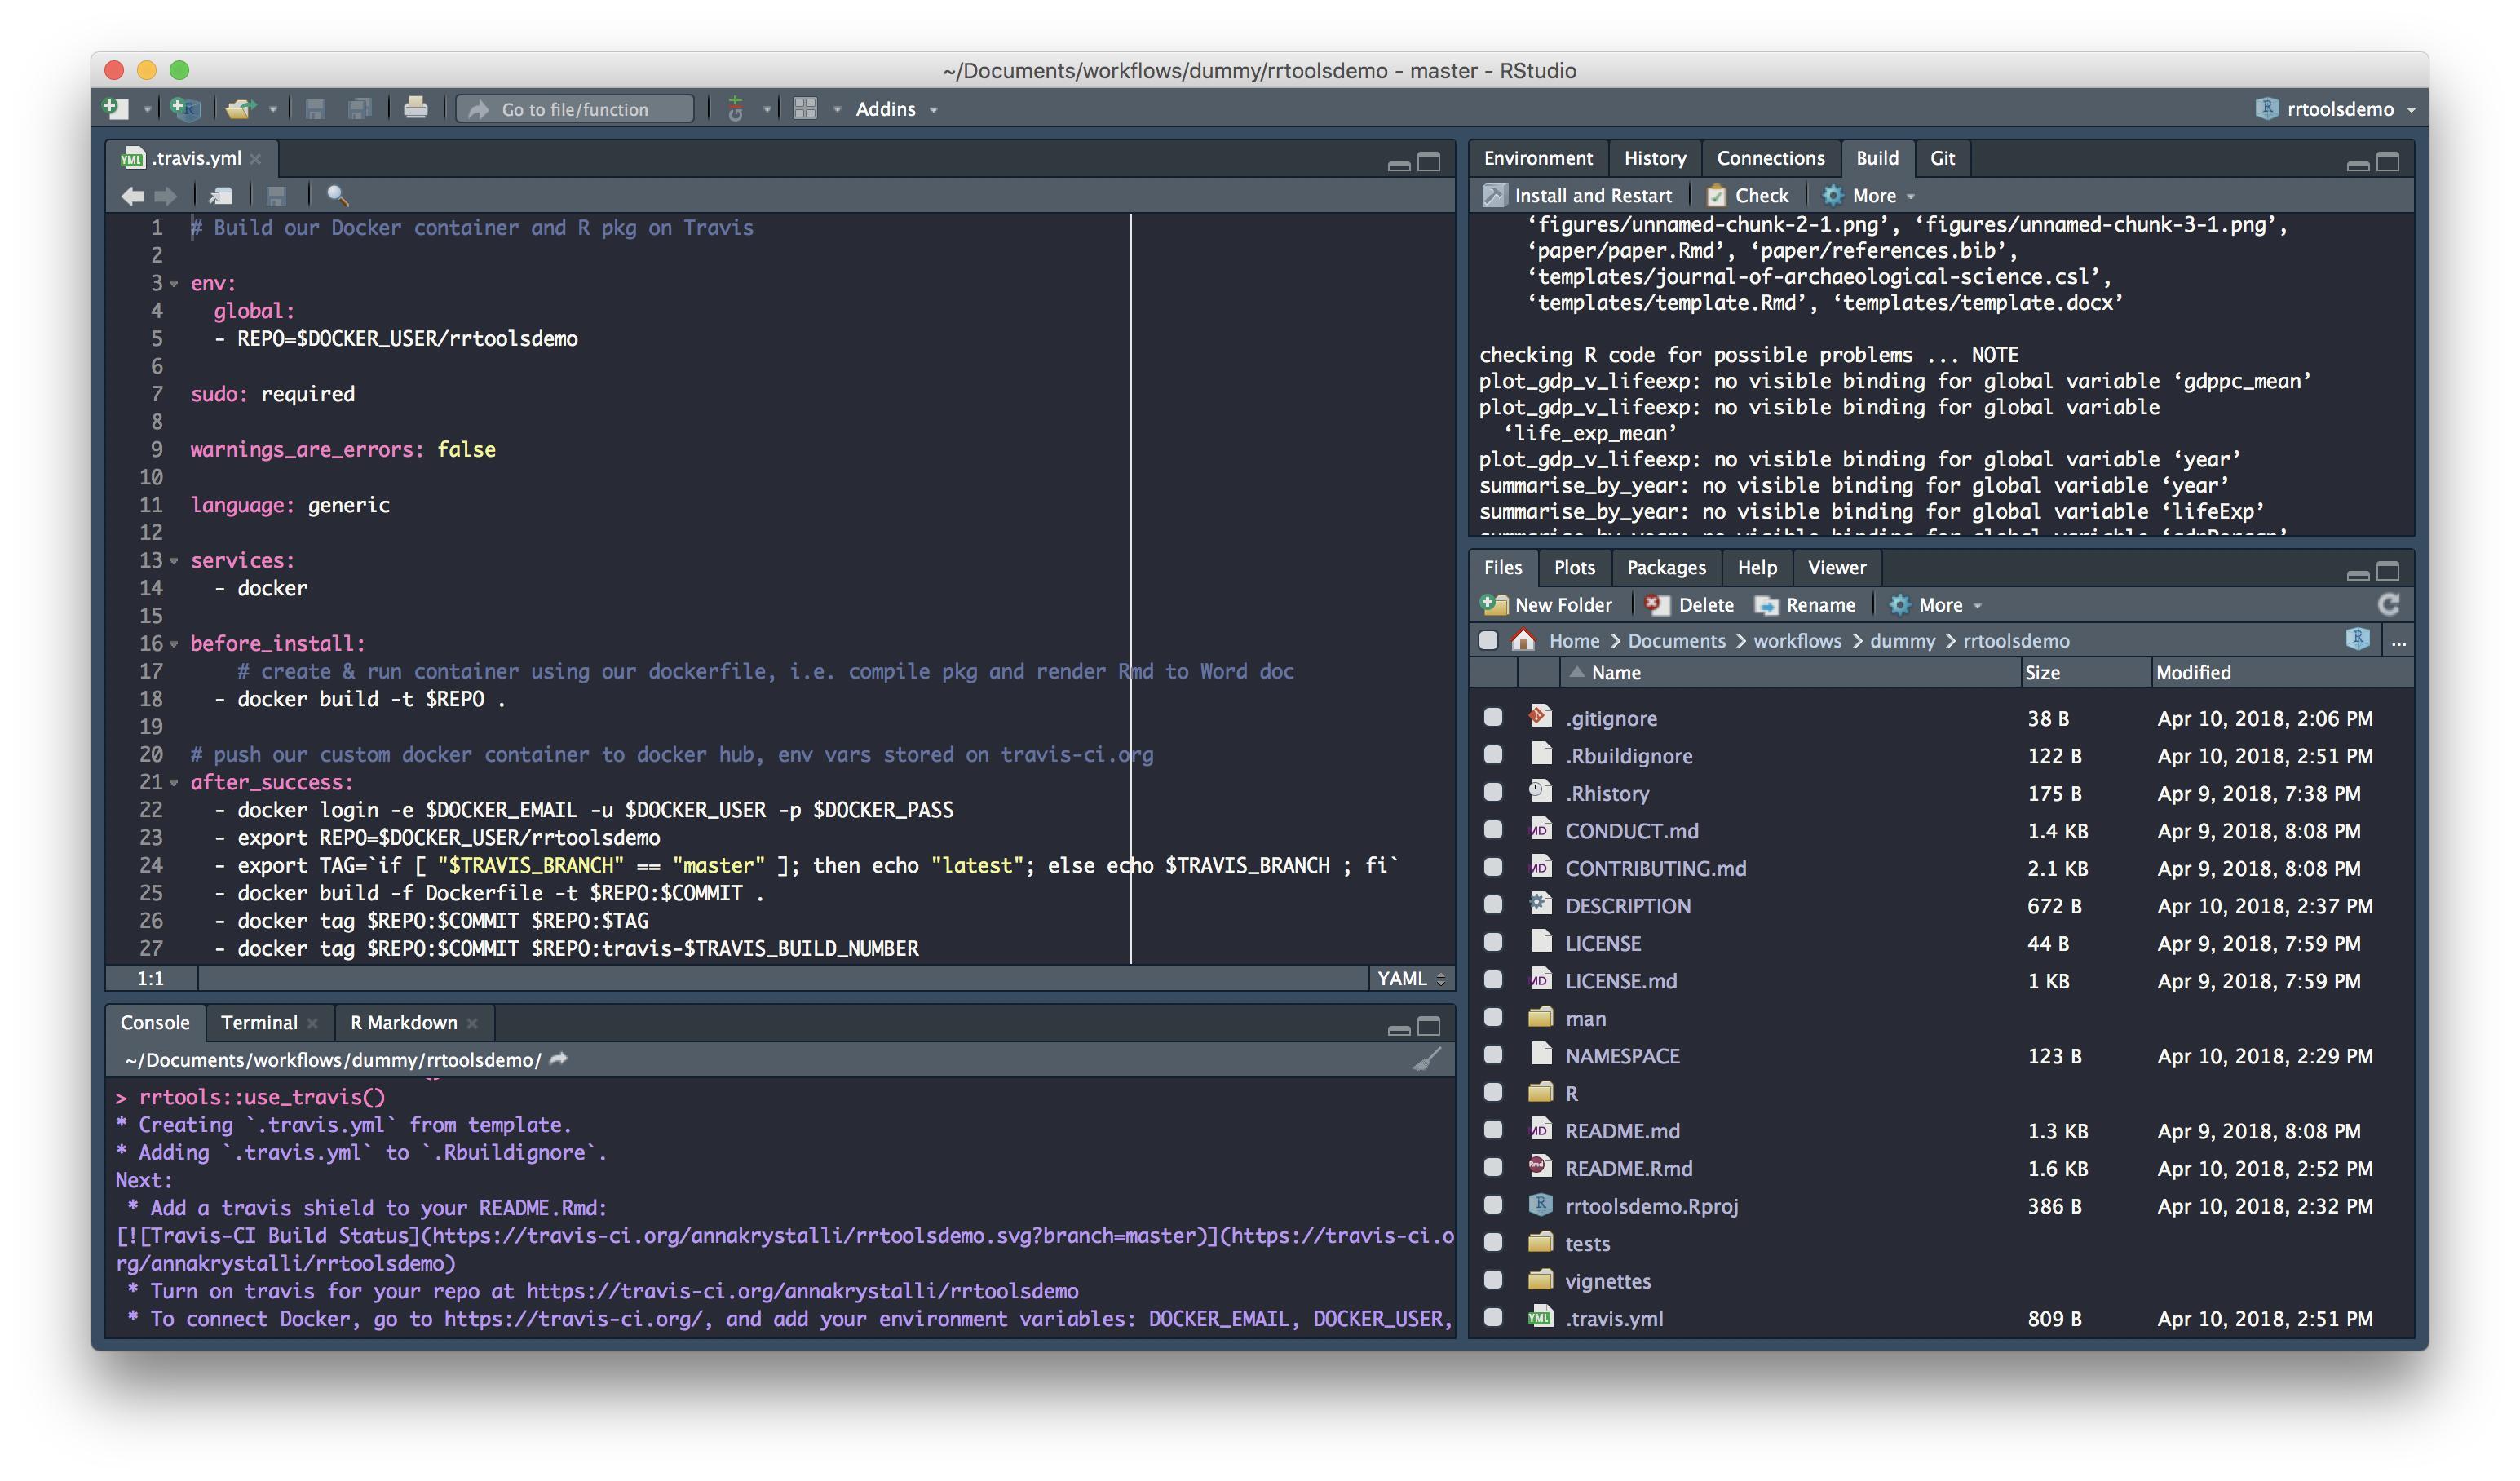 ~/Documents/workflows/dummy/rrtoolsdemo - master - RStudio
Go to file/function
Addins
rrtoolsdemo
.travis.yml
1 # Build our Docker container and R pkg on Travis
2
3 env:
4 global:
5 - REPO=$DOCKER_USER/rrtoolsdemo
6
7 sudo: required
8
9 warnings_are_errors: false
10
11 language: generic
12
13 services:
14 - docker
15
16 before_install:
17 # create & run container using our dockerfile, i.e. compile pkg and render Rmd to Word doc
18 - docker build -t $REPO .
19
20 # push our custom docker container to docker hub, env vars stored on travis-ci.org
21 after_success:
22 - docker login -e $DOCKER_EMAIL -u $DOCKER_USER -p $DOCKER_PASS
23 - export REPO=$DOCKER_USER/rrtoolsdemo
24 - export TAG=`if [ "$TRAVIS_BRANCH" == "master" ]; then echo "latest"; else echo $TRAVIS_BRANCH ; fi`
25 - docker build -f Dockerfile -t $REPO:$COMMIT .
26 - docker tag $REPO:$COMMIT $REPO:$TAG
27 - docker tag $REPO:$COMMIT $REPO:travis-$TRAVIS_BUILD_NUMBER
1:1 YAML
Console Terminal R Markdown
~/Documents/workflows/dummy/rrtoolsdemo/
> rrtools::use_travis()
* Creating `.travis.yml` from template.
* Adding `.travis.yml` to `.Rbuildignore`.
Next:
* Add a travis shield to your README.Rmd:
[![Travis-CI Build Status](https://travis-ci.org/annakrystalli/rrtoolsdemo.svg?branch=master)](https://travis-ci.o
rg/annakrystalli/rrtoolsdemo)
* Turn on travis for your repo at https://travis-ci.org/annakrystalli/rrtoolsdemo
* To connect Docker, go to https://travis-ci.org/, and add your environment variables: DOCKER_EMAIL, DOCKER_USER,
Environment History Connections Build Git
Install and Restart Check More
‘figures/unnamed-chunk-2-1.png’, ‘figures/unnamed-chunk-3-1.png’,
‘paper/paper.Rmd’, ‘paper/references.bib’,
‘templates/journal-of-archaeological-science.csl’,
‘templates/template.Rmd’, ‘templates/template.docx’
checking R code for possible problems ... NOTE
plot_gdp_v_lifeexp: no visible binding for global variable ‘gdppc_mean’
plot_gdp_v_lifeexp: no visible binding for global variable
‘life_exp_mean’
plot_gdp_v_lifeexp: no visible binding for global variable ‘year’
summarise_by_year: no visible binding for global variable ‘year’
summarise_by_year: no visible binding for global variable ‘lifeExp’
summarise_by_year: no visible binding for global variable ‘gdpPercap’
Files Plots Packages Help Viewer
New Folder Delete Rename More
Home Documents workflows dummy rrtoolsdemo ...
Name Size Modified
.gitignore 38 B Apr 10, 2018, 2:06 PM
.Rbuildignore 122 B Apr 10, 2018, 2:51 PM
.Rhistory 175 B Apr 9, 2018, 7:38 PM
CONDUCT.md 1.4 KB Apr 9, 2018, 8:08 PM
CONTRIBUTING.md 2.1 KB Apr 9, 2018, 8:08 PM
DESCRIPTION 672 B Apr 10, 2018, 2:37 PM
LICENSE 44 B Apr 9, 2018, 7:59 PM
LICENSE.md 1 KB Apr 9, 2018, 7:59 PM
man
NAMESPACE 123 B Apr 10, 2018, 2:29 PM
R
README.md 1.3 KB Apr 9, 2018, 8:08 PM
README.Rmd 1.6 KB Apr 10, 2018, 2:52 PM
rrtoolsdemo.Rproj 386 B Apr 10, 2018, 2:32 PM
tests
vignettes
.travis.yml 809 B Apr 10, 2018, 2:51 PM